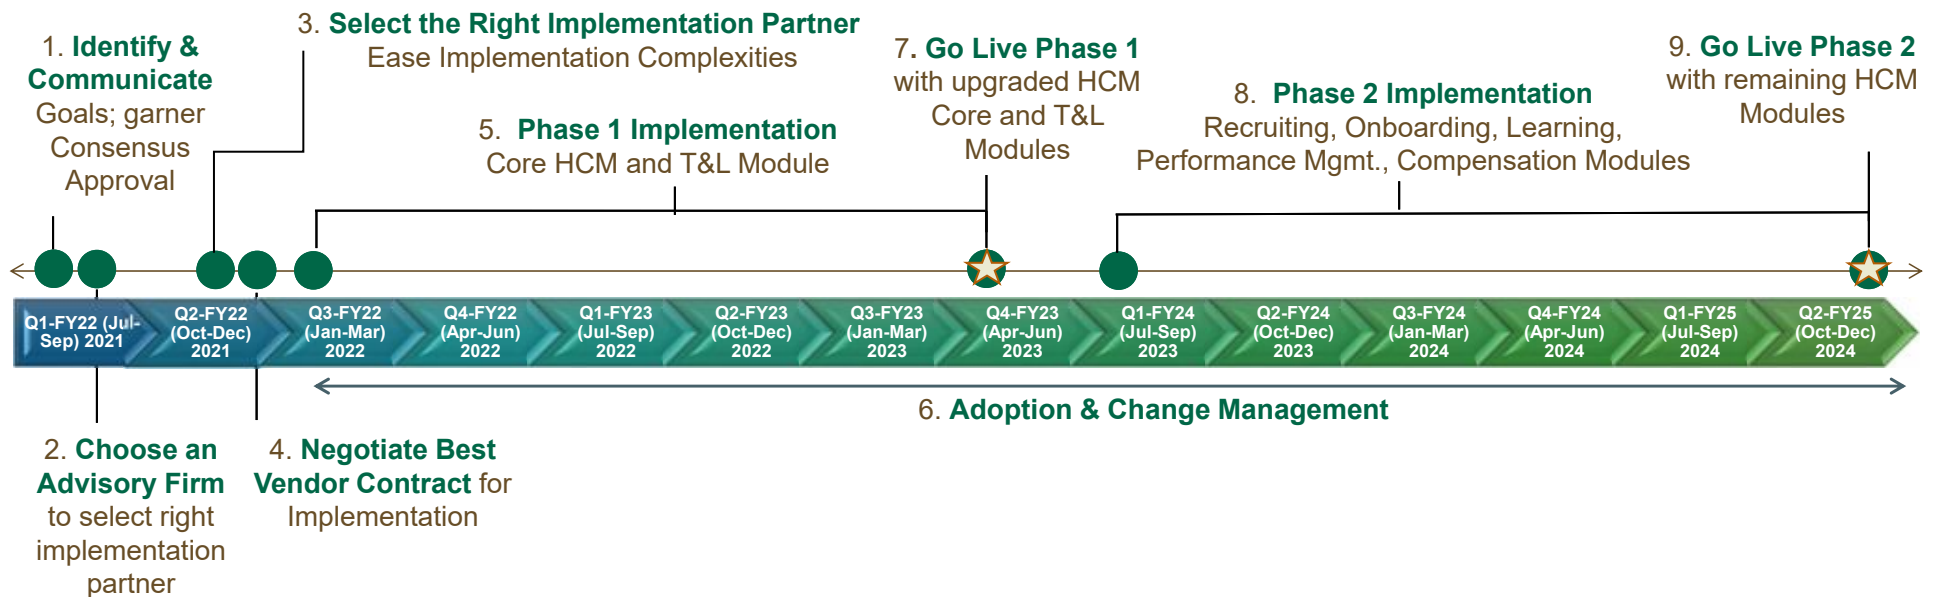 1. Identify &
Communicate
Goals; garner
Consensus
Approval
3. Select the Right Implementation Partner
Ease Implementation Complexities
5. Phase 1 Implementation
Core HCM and T&L Module
7. Go Live Phase 1
with upgraded HCM
Core and T&L
Modules
8. Phase 2 Implementation
Recruiting, Onboarding, Learning,
Performance Mgmt., Compensation Modules
9. Go Live Phase 2
with remaining HCM
Modules
Q1-FY22 (Jul-
Sep) 2021
Q2-FY22
(Oct-Dec)
2021
Q3-FY22
(Jan-Mar)
2022
Q4-FY22
(Apr-Jun)
2022
Q1-FY23
(Jul-Sep)
2022
Q2-FY23
(Oct-Dec)
2022
Q3-FY23
(Jan-Mar)
2023
Q4-FY23
(Apr-Jun)
2023
Q1-FY24
(Jul-Sep)
2023
Q2-FY24
(Oct-Dec)
2023
Q3-FY24
(Jan-Mar)
2024
Q4-FY24
(Apr-Jun)
2024
Q1-FY25
(Jul-Sep)
2024
Q2-FY25
(Oct-Dec)
2024
6. Adoption & Change Management
2. Choose an
Advisory Firm
to select right
implementation
partner
4. Negotiate Best
Vendor Contract for
Implementation